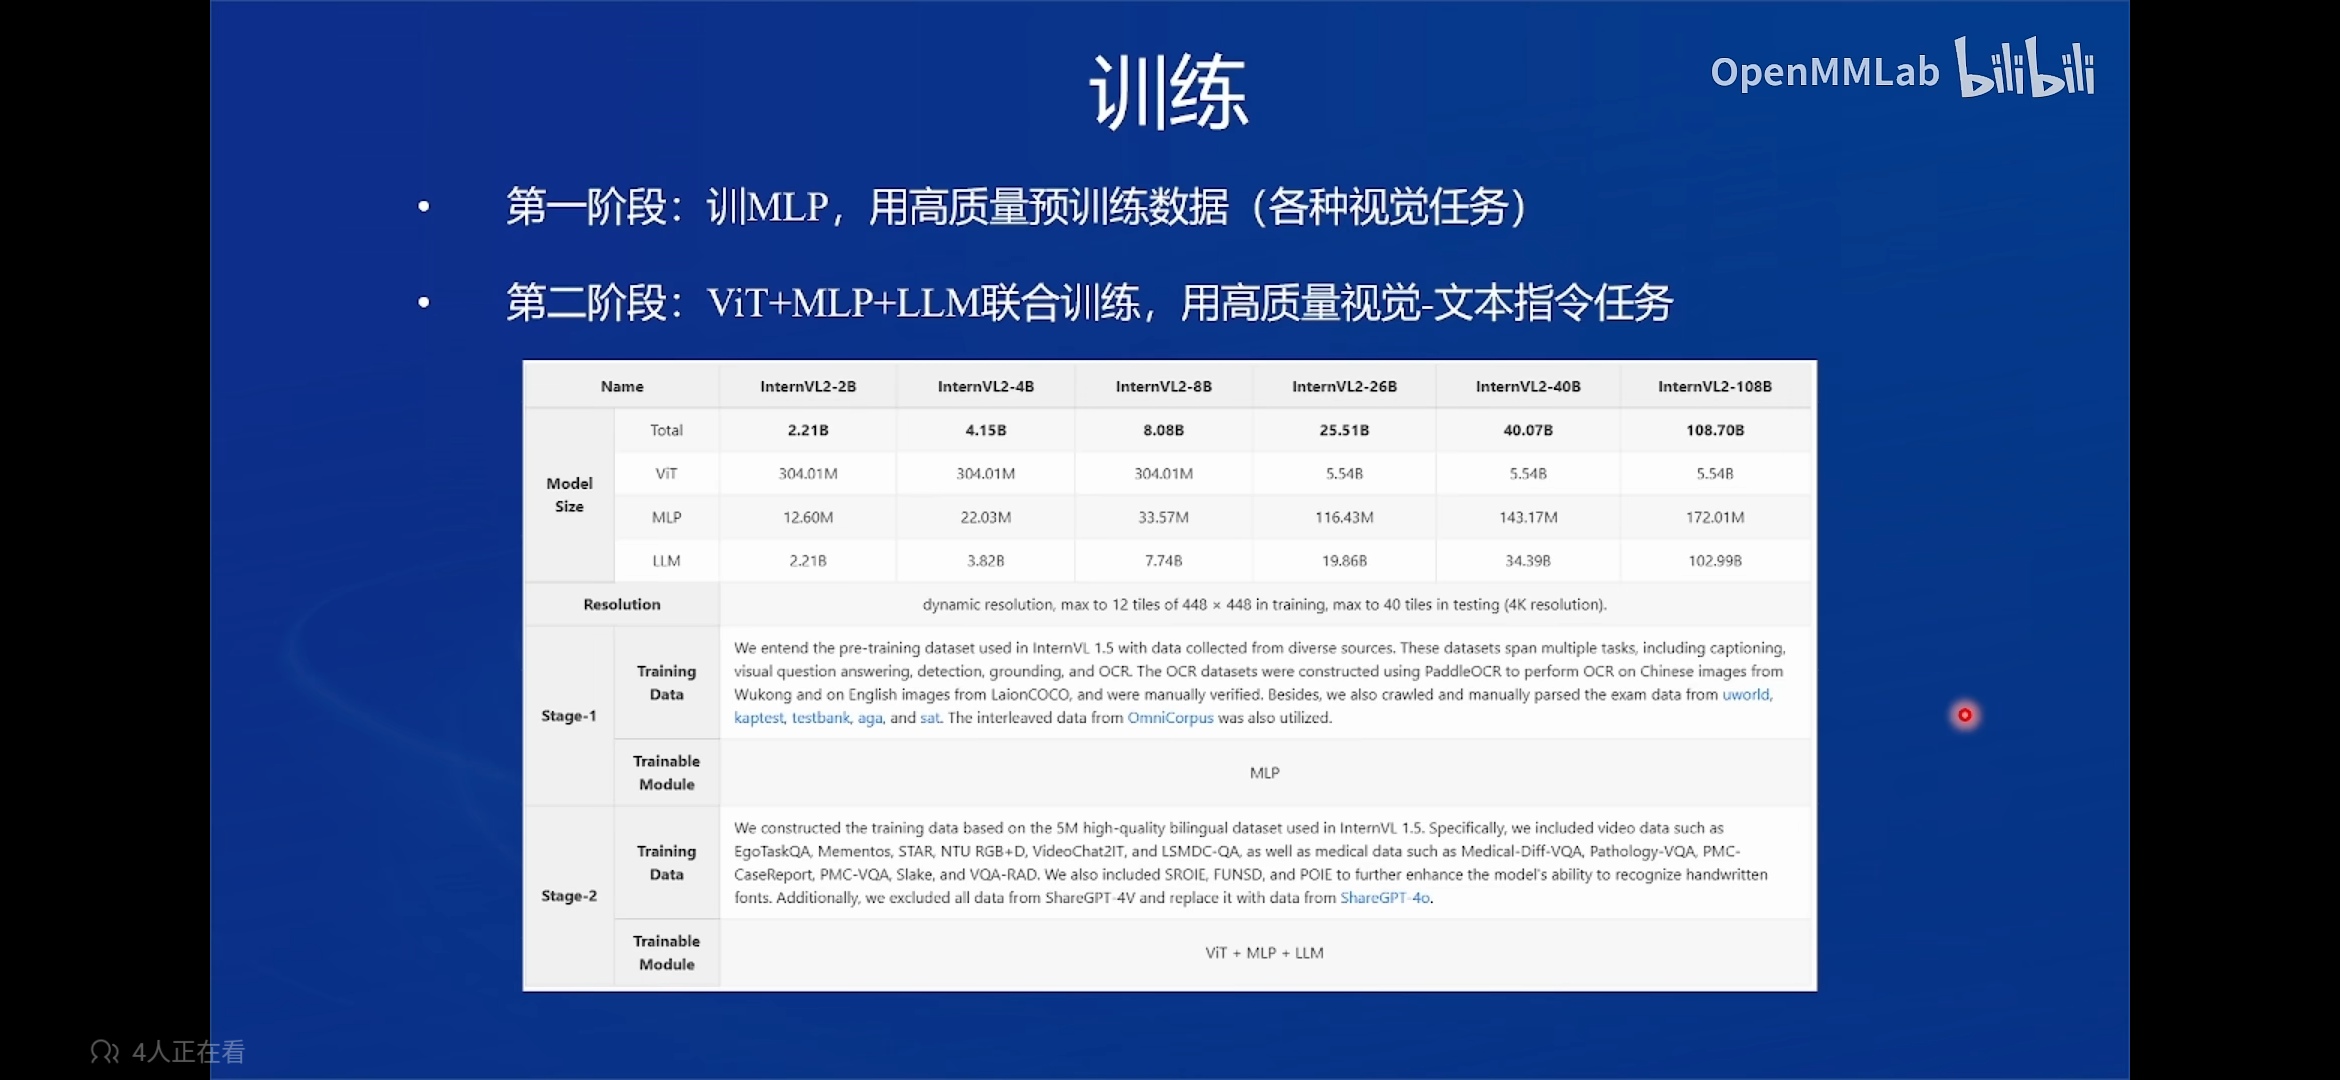 训练
OpenMMLab bilibili
• 第一阶段：训MLP，用高质量预训练数据（各种视觉任务）
• 第二阶段：ViT+MLP+LLM联合训练，用高质量视觉-文本指令任务
Name InternVL2-2B InternVL2-4B InternVL2-8B InternVL2-26B InternVL2-40B InternVL2-108B
Model Size
Total 2.21B 4.15B 8.08B 25.51B 40.07B 108.70B
ViT 304.01M 304.01M 304.01M 5.54B 5.54B 5.54B
MLP 12.60M 22.03M 33.57M 116.43M 143.17M 172.01M
LLM 2.21B 3.82B 7.74B 19.86B 34.39B 102.99B
Resolution dynamic resolution, max to 12 tiles of 448 × 448 in training, max to 40 tiles in testing (4K resolution).
Stage-1
Training Data
We entend the pre-training dataset used in InternVL 1.5 with data collected from diverse sources. These datasets span multiple tasks, including captioning,
visual question answering, detection, grounding, and OCR. The OCR datasets were constructed using PaddleOCR to perform OCR on Chinese images from
Wukong and on English images from LaionCOCO, and were manually verified. Besides, we also crawled and manually parsed the exam data from uworld,
kaptest, testbank, aga, and sat. The interleaved data from OmniCorpus was also utilized.
Trainable Module
MLP
Stage-2
Training Data
We constructed the training data based on the 5M high-quality bilingual dataset used in InternVL 1.5. Specifically, we included video data such as
EgoTaskQA, Mementos, STAR, NTU RGB+D, VideoChat2IT, and LSMDC-QA, as well as medical data such as Medical-Diff-VQA, Pathology-VQA, PMC-
CaseReport, PMC-VQA, Slake, and VQA-RAD. We also included SROIE, FUNSD, and POIE to further enhance the model's ability to recognize handwritten
fonts. Additionally, we excluded all data from ShareGPT-4V and replace it with data from ShareGPT-4o.
Trainable Module
ViT + MLP + LLM
4人正在看